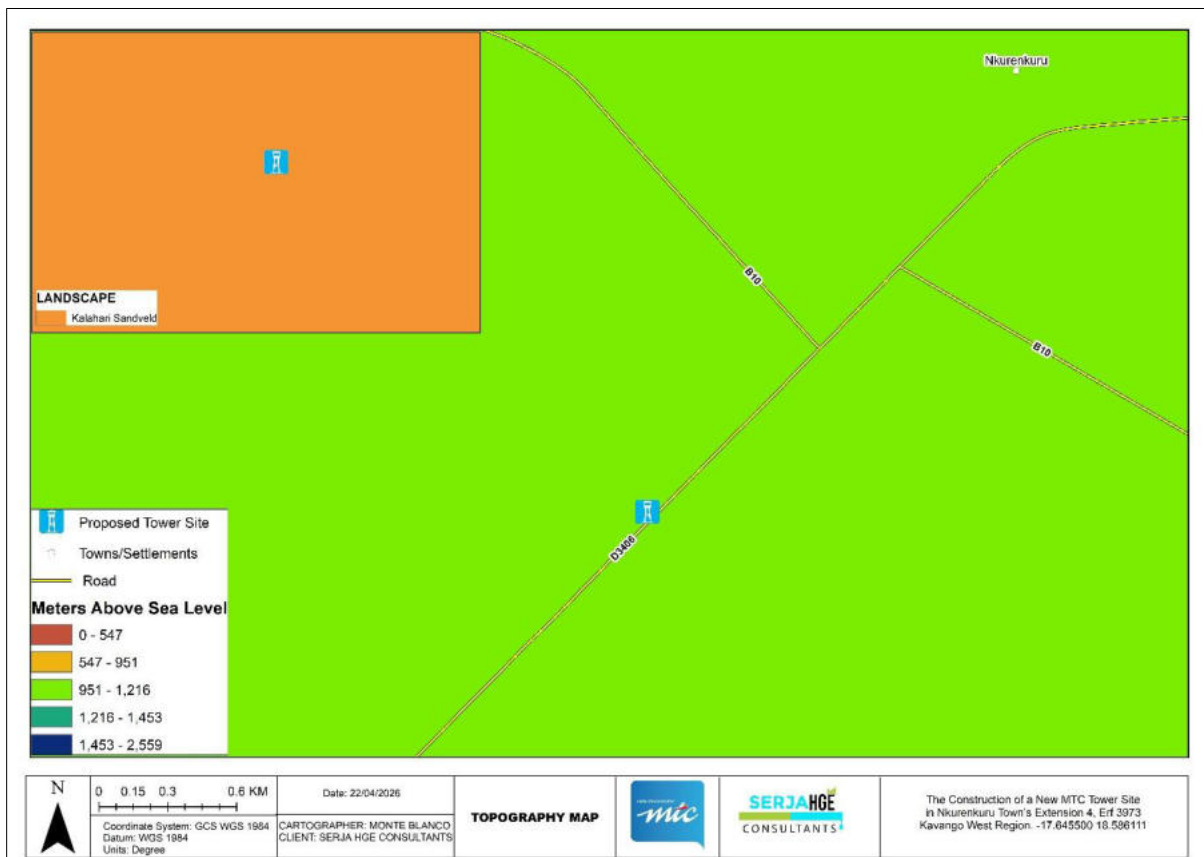 Nkurenkuru
LANDSCAPE
Kalahari Sandveld
B10
B10
D3406
Proposed Tower Site
Towns/Settlements
Road
Meters Above Sea Level
0 - 547
547 - 951
951 - 1,216
1,216 - 1,453
1,453 - 2,559
N
0 0.15 0.3 0.6 KM
Coordinate System: GCS WGS 1984
Datum: WGS 1984
Units: Degree
Date: 22/04/2026
CARTOGRAPHER: MONTE BLANCO
CLIENT: SERJA HGE CONSULTANTS
TOPOGRAPHY MAP
mtc
SERJAHGE
CONSULTANTS
The Construction of a New MTC Tower Site
in Nkurenkuru Town's Extension 4, Erf 3973
Kavango West Region. -17.645500 18.586111